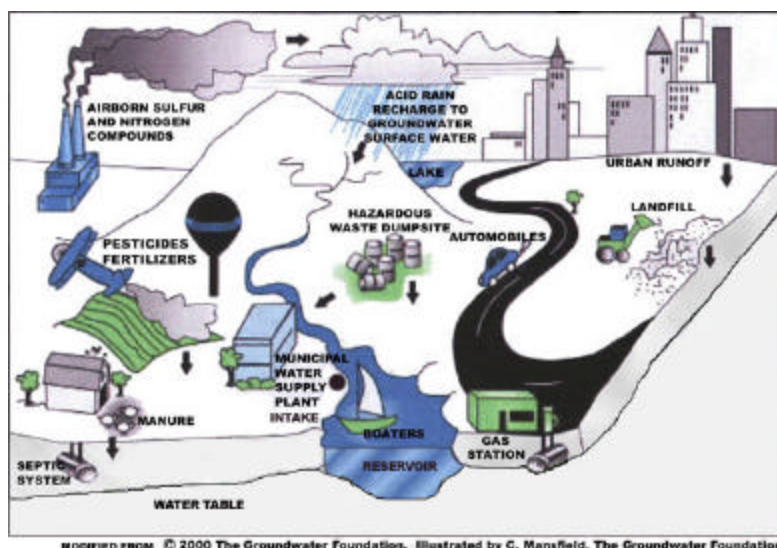 AIRBORN SULFUR
AND NITROGEN
COMPOUNDS
ACID RAIN
RECHARGE TO
GROUNDWATER
SURFACE WATER
LAKE
URBAN RUNOFF
LANDFILL
HAZARDOUS
WASTE DUMPSITE
AUTOMOBILES
PESTICIDES
FERTILIZERS
MUNICIPAL
WATER
SUPPLY
PLANT
INTAKE
MANURE
BOATERS
GAS
STATION
SEPTIC
SYSTEM
RESERVOIR
WATER TABLE
MODIFIED FROM © 2000 The Groundwater Foundation. Illustrated by C. Mansfield, The Groundwater Foundation